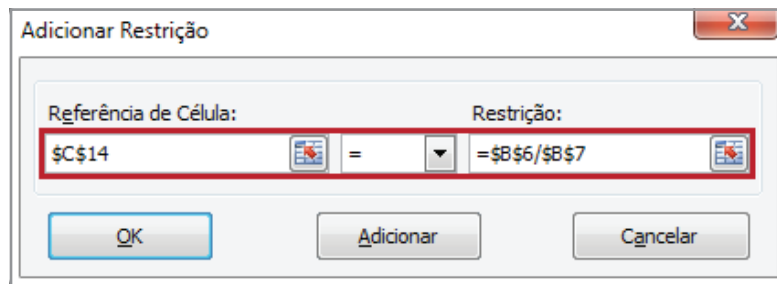 Adicionar Restrição
Referência de Célula: Restrição:
$C$14 = =$B$6/$B$7
OK Adicionar Cancelar